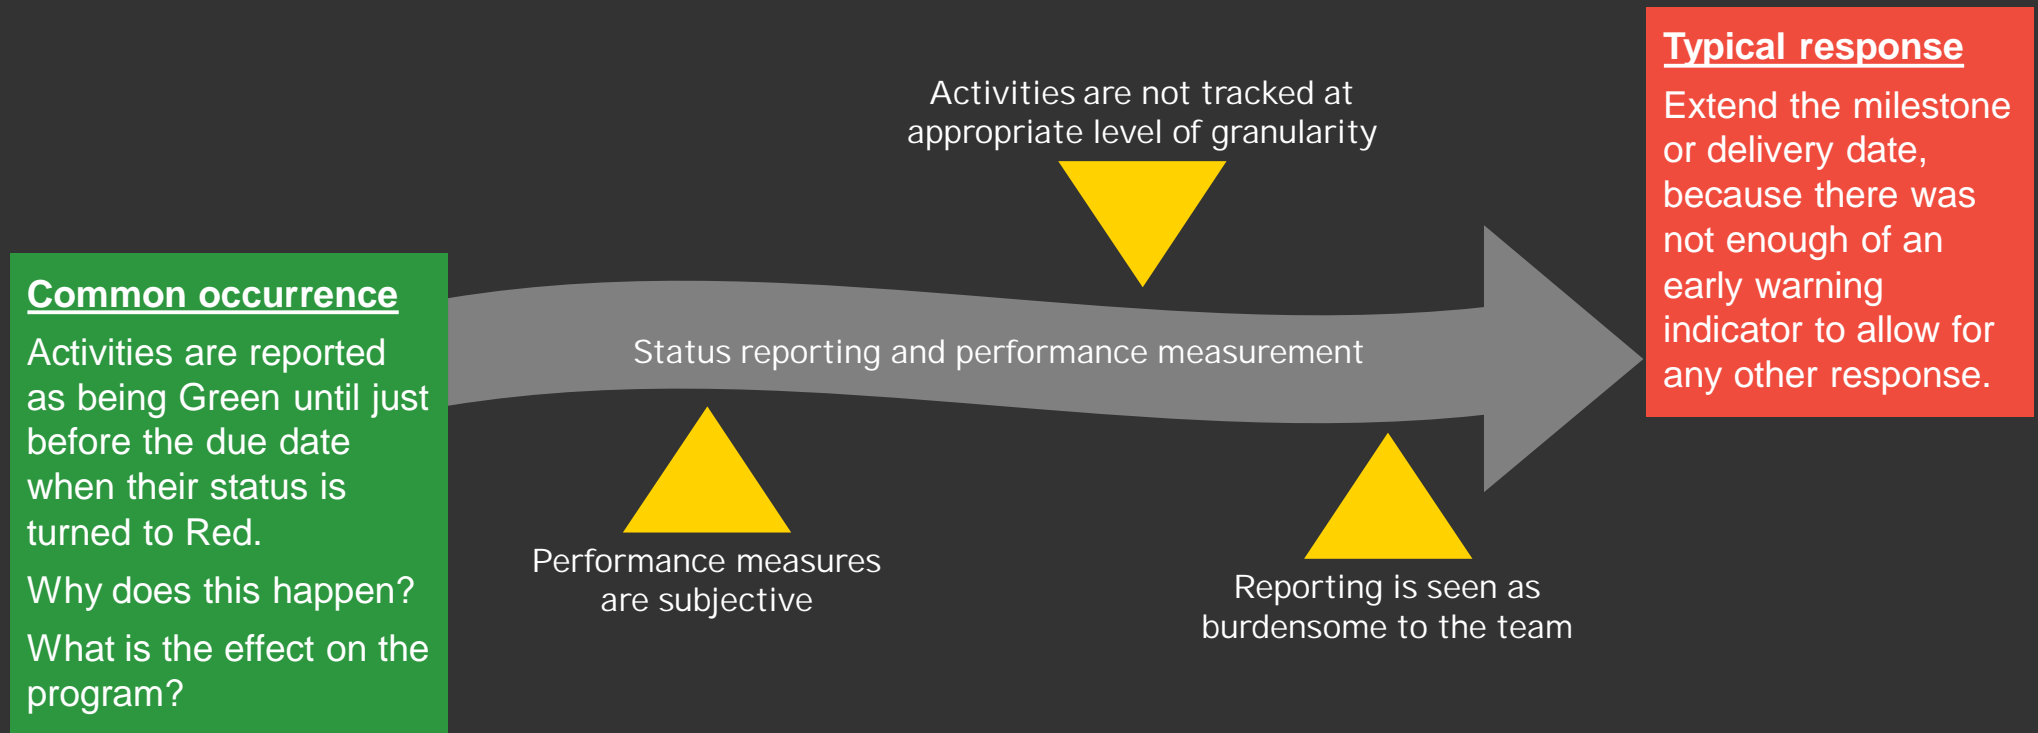 Common occurrence
Activities are reported
as being Green until just
before the due date
when their status is
turned to Red.
Why does this happen?
What is the effect on the
program?
Status reporting and performance measurement
Performance measures
are subjective
Activities are not tracked at
appropriate level of granularity
Reporting is seen as
burdensome to the team
Typical response
Extend the milestone
or delivery date,
because there was
not enough of an
early warning
indicator to allow for
any other response.